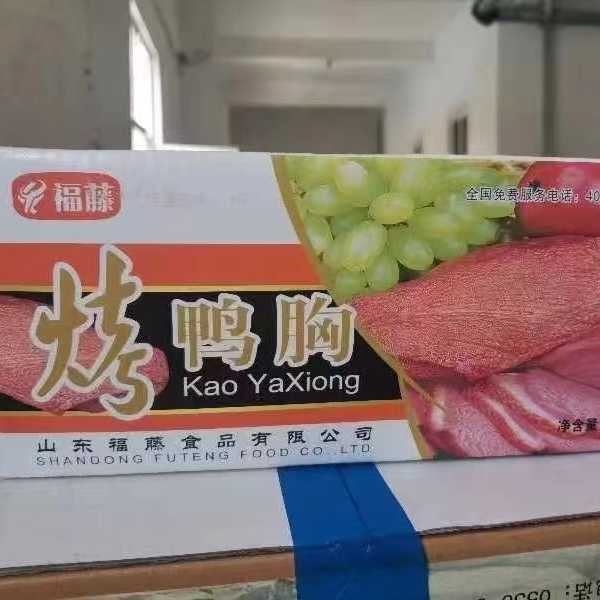 福藤
全国免费服务电话：40
烤鸭胸
Kao YaXiong
净含量
山东福藤食品有限公司
SHANDONG FUTENG FOOD CO.,LTD